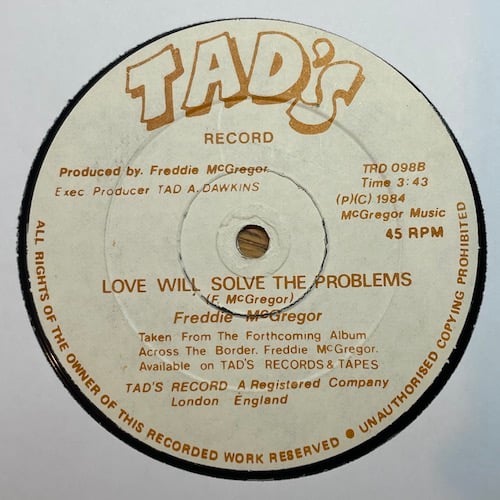 TAD'S
RECORD
Produced by. Freddie McGregor.
Exec Producer TAD A. DAWKINS
TRD 098B
Time 3:43
(p)(C) 1984
McGregor Music
45 RPM
LOVE WILL SOLVE THE PROBLEMS
(F. McGregor)
Freddie McGregor
Taken From The Forthcoming Album
Across The Border. Freddie McGregor.
Available on TAD'S RECORDS & TAPES
TAD'S RECORD A Registered Company
London England
ALL RIGHTS OF THE OWNER OF THIS RECORDED WORK RESERVED ● UNAUTHORISED COPYING PROHIBITED